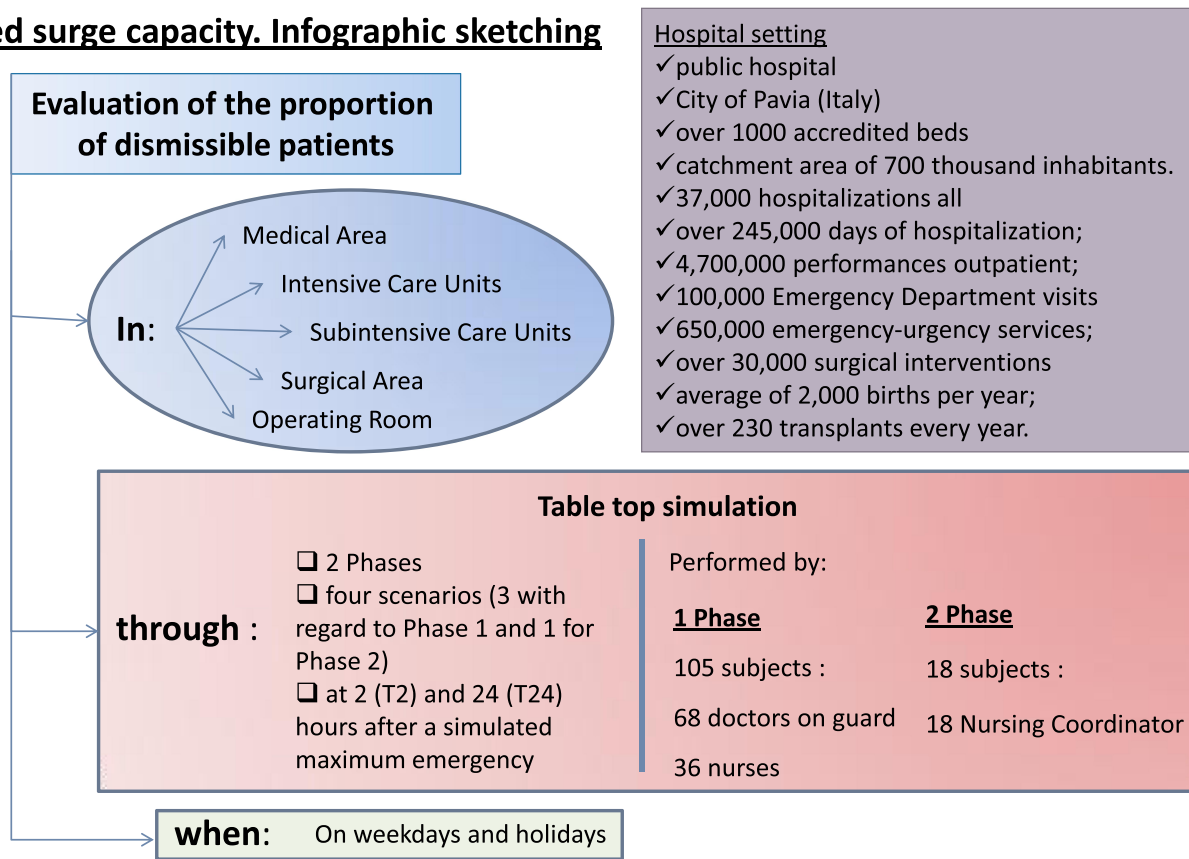 ed surge capacity. Infographic sketching
Evaluation of the proportion
of dismissible patients
In:
Medical Area
Intensive Care Units
Subintensive Care Units
Surgical Area
Operating Room
Hospital setting
✓public hospital
✓City of Pavia (Italy)
✓over 1000 accredited beds
✓catchment area of 700 thousand inhabitants.
✓37,000 hospitalizations all
✓over 245,000 days of hospitalization;
✓4,700,000 performances outpatient;
✓100,000 Emergency Department visits
✓650,000 emergency-urgency services;
✓over 30,000 surgical interventions
✓average of 2,000 births per year;
✓over 230 transplants every year.
Table top simulation
through :
❑ 2 Phases
❑ four scenarios (3 with
regard to Phase 1 and 1 for
Phase 2)
❑ at 2 (T2) and 24 (T24)
hours after a simulated
maximum emergency
Performed by:
1 Phase
105 subjects :
68 doctors on guard
36 nurses
2 Phase
18 subjects :
18 Nursing Coordinator
when: On weekdays and holidays